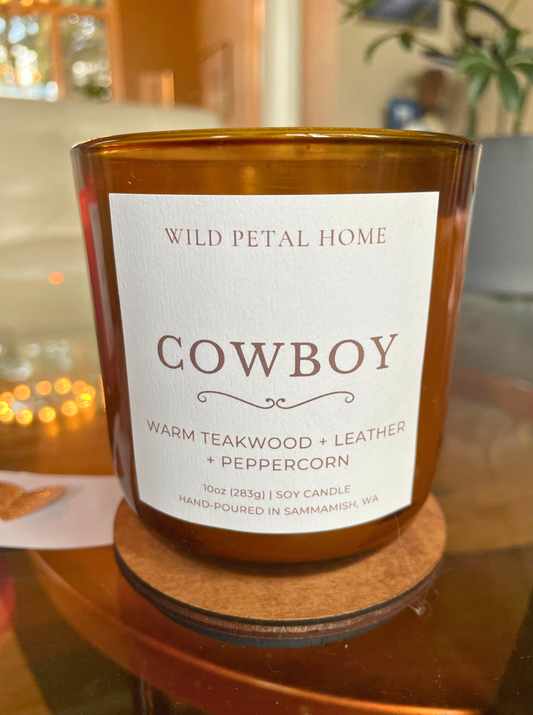 WILD PETAL HOME
COWBOY
WARM TEAKWOOD + LEATHER
+ PEPPERCORN
10oz (283g) | SOY CANDLE
HAND-POURED IN SAMMAMISH, WA